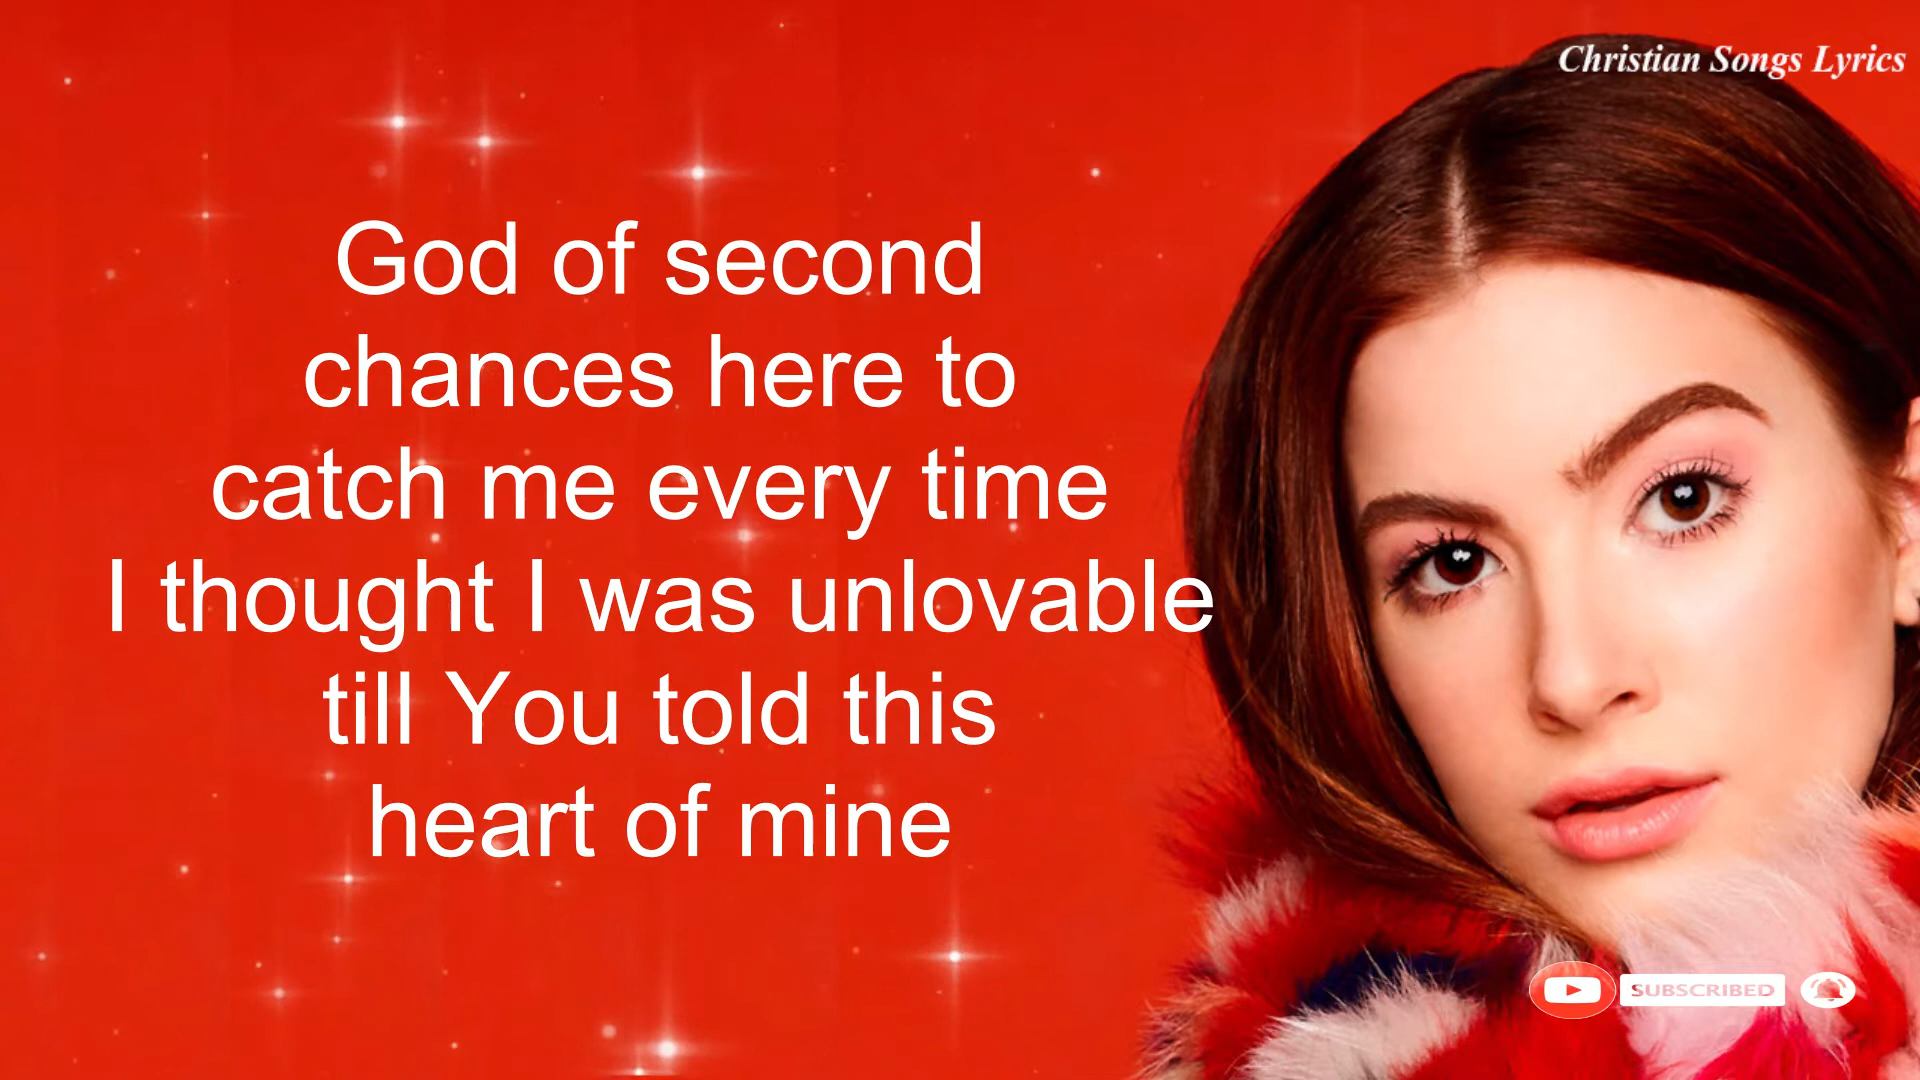 Christian Songs Lyrics
God of second
chances here to
catch me every time
I thought I was unlovable
till You told this
heart of mine
SUBSCRIBED